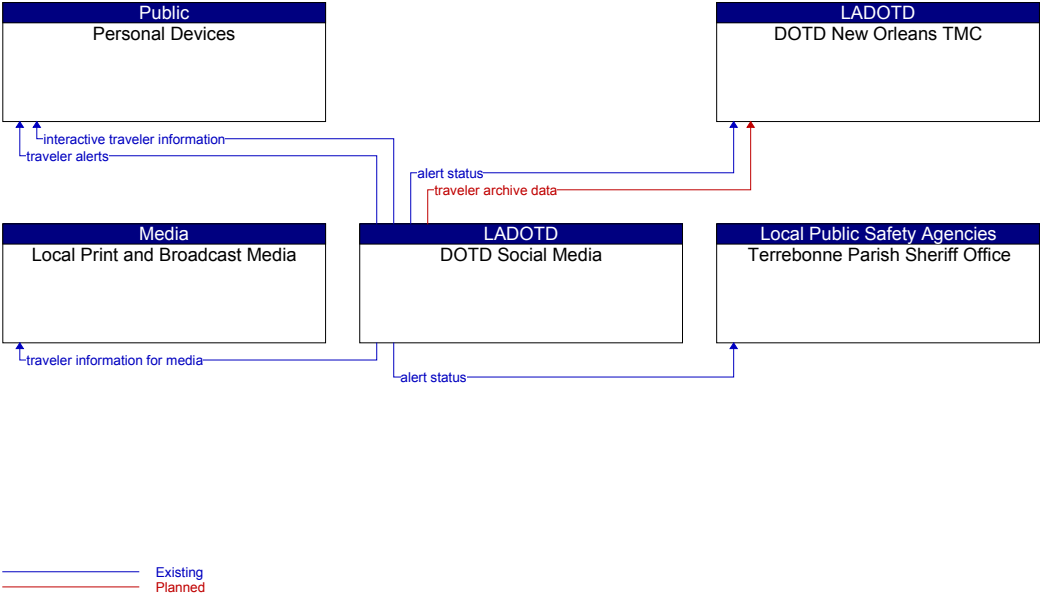 Public
Personal Devices
LADOTD
DOTD New Orleans TMC
interactive traveler information
traveler alerts
alert status
traveler archive data
Media
Local Print and Broadcast Media
LADOTD
DOTD Social Media
Local Public Safety Agencies
Terrebonne Parish Sheriff Office
traveler information for media
alert status
Existing
Planned